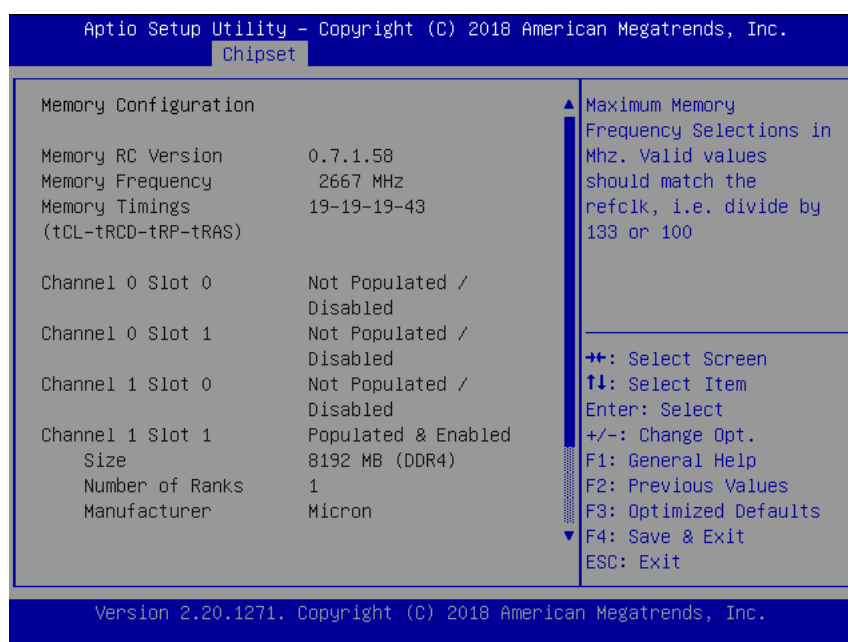 Aptio Setup Utility – Copyright (C) 2018 American Megatrends, Inc.
Chipset
Memory Configuration
Memory RC Version 0.7.1.58
Memory Frequency 2667 MHz
Memory Timings 19-19-19-43
(tCL-tRCD-tRP-tRAS)
Channel 0 Slot 0 Not Populated /
Disabled
Channel 0 Slot 1 Not Populated /
Disabled
Channel 1 Slot 0 Not Populated /
Disabled
Channel 1 Slot 1 Populated & Enabled
Size 8192 MB (DDR4)
Number of Ranks 1
Manufacturer Micron
Maximum Memory
Frequency Selections in
Mhz. Valid values
should match the
refclk, i.e. divide by
133 or 100
→←: Select Screen
↑↓: Select Item
Enter: Select
+/-: Change Opt.
F1: General Help
F2: Previous Values
F3: Optimized Defaults
F4: Save & Exit
ESC: Exit
Version 2.20.1271. Copyright (C) 2018 American Megatrends, Inc.